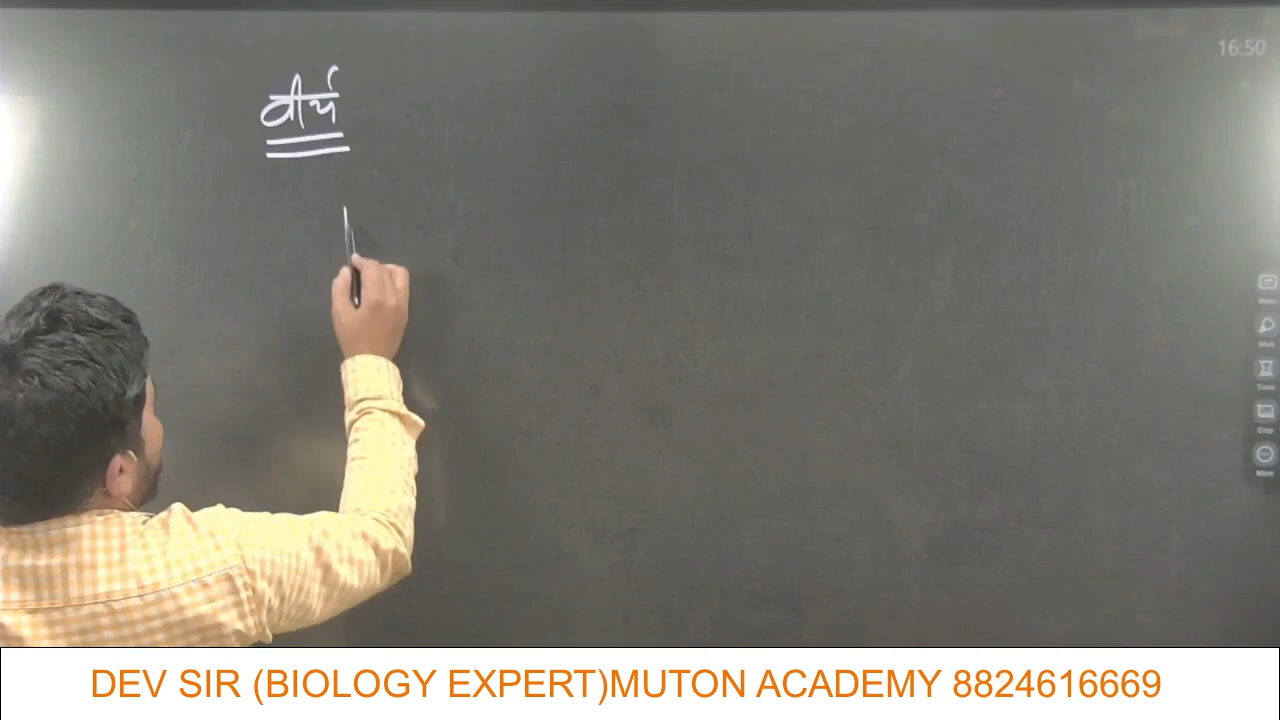 16:50
वीर्य
DEV SIR (BIOLOGY EXPERT)MUTON ACADEMY 8824616669